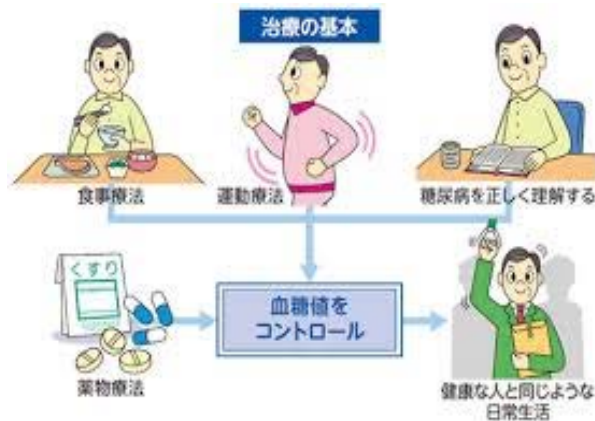 治療の基本
食事療法
運動療法
糖尿病を正しく理解する
くすり
血糖値を
コントロール
薬物療法
健康な人と同じような
日常生活